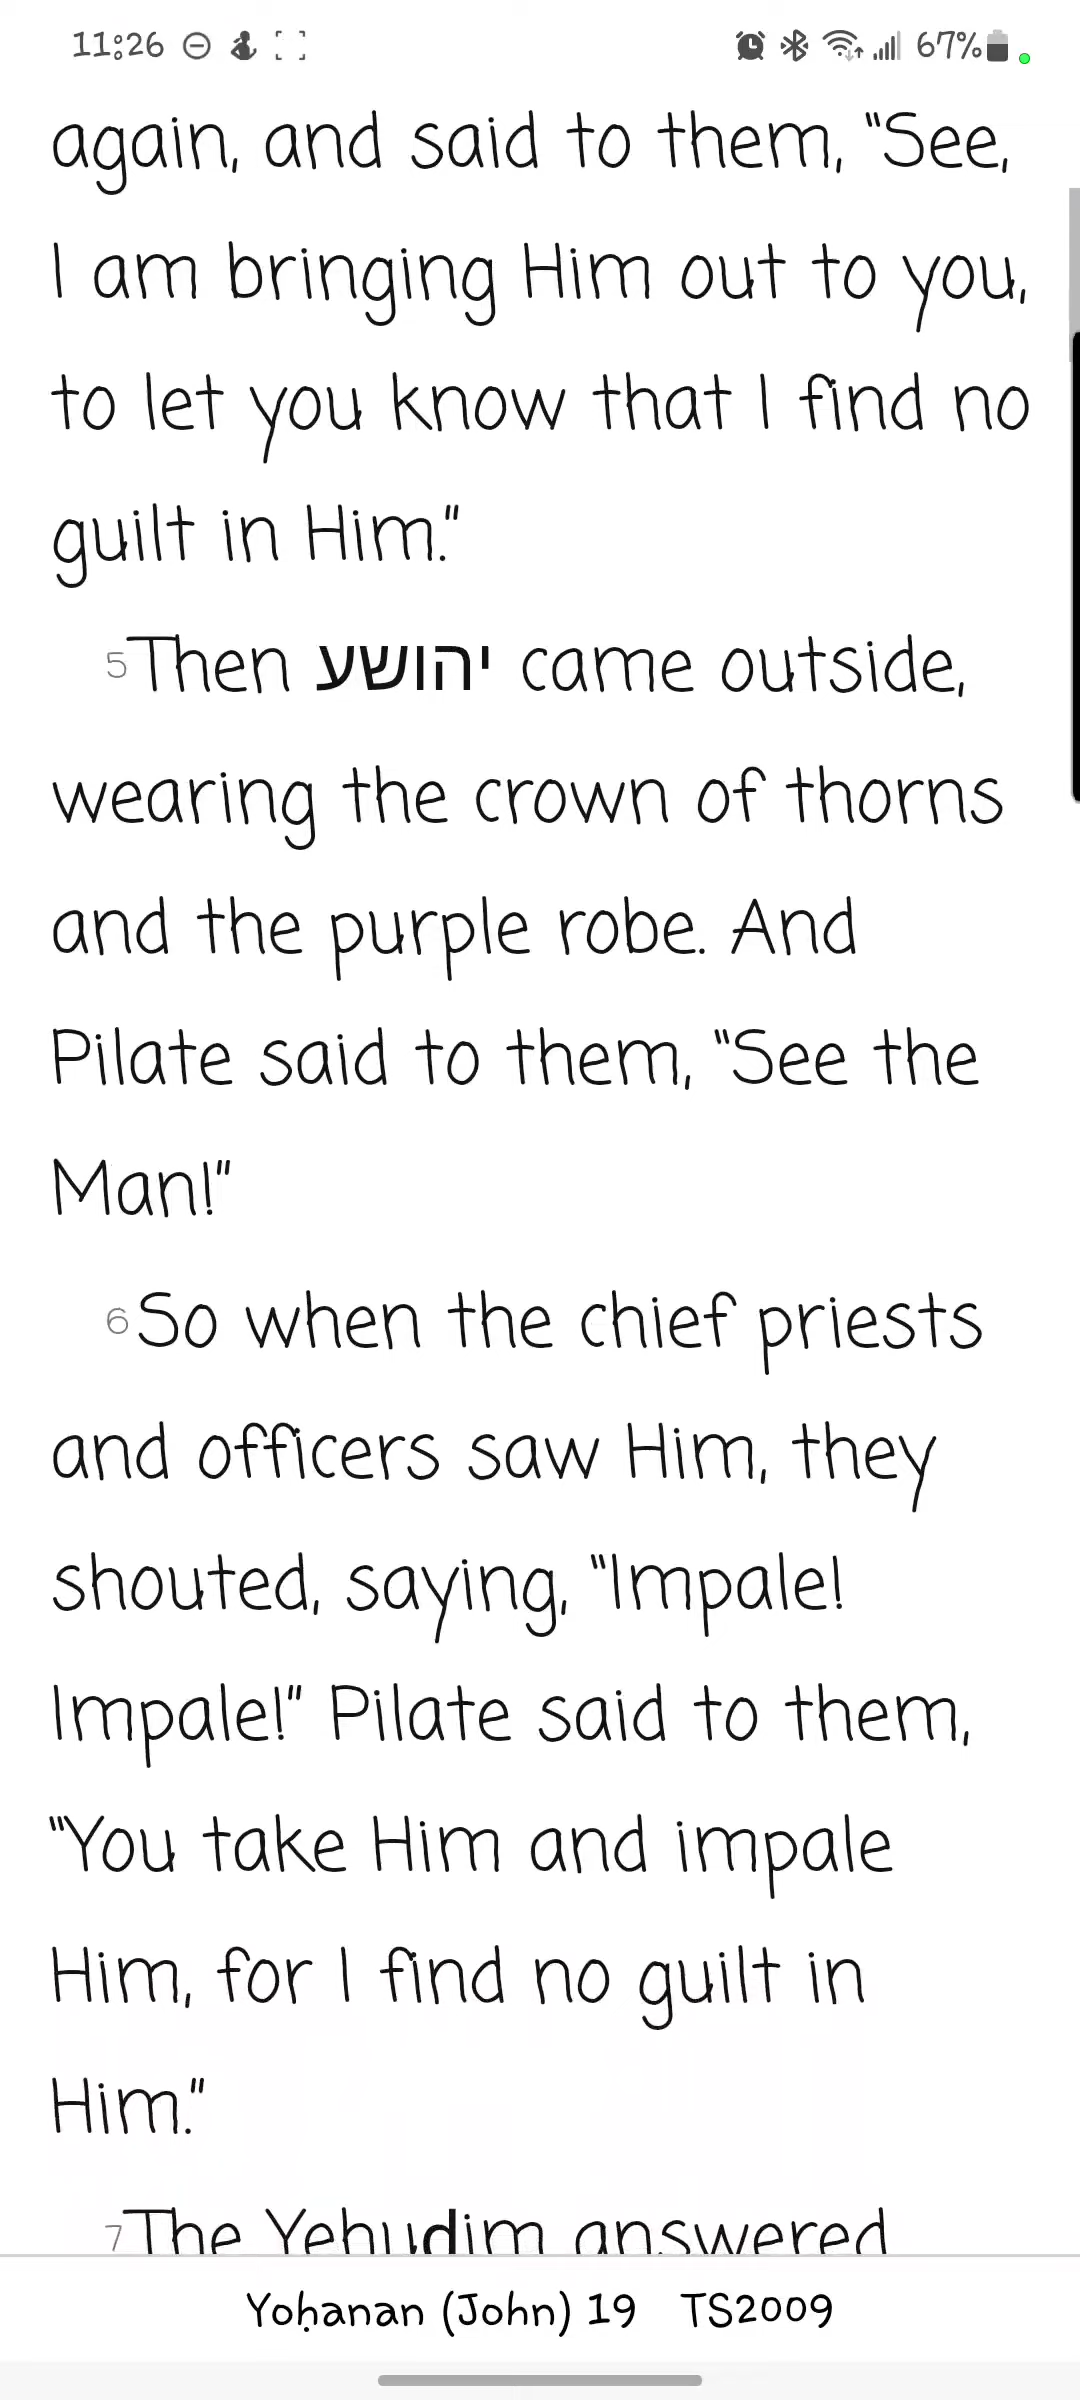 11:26 67%
again, and said to them, "See,
I am bringing Him out to you,
to let you know that I find no
guilt in Him."
5Then יהושע came outside,
wearing the crown of thorns
and the purple robe. And
Pilate said to them, "See the
Man!"
6So when the chief priests
and officers saw Him, they
shouted, saying, "Impale!
Impale!" Pilate said to them,
"You take Him and impale
Him, for I find no guilt in
Him."
7The Yehudim answered
Yoḥanan (John) 19 TS2009